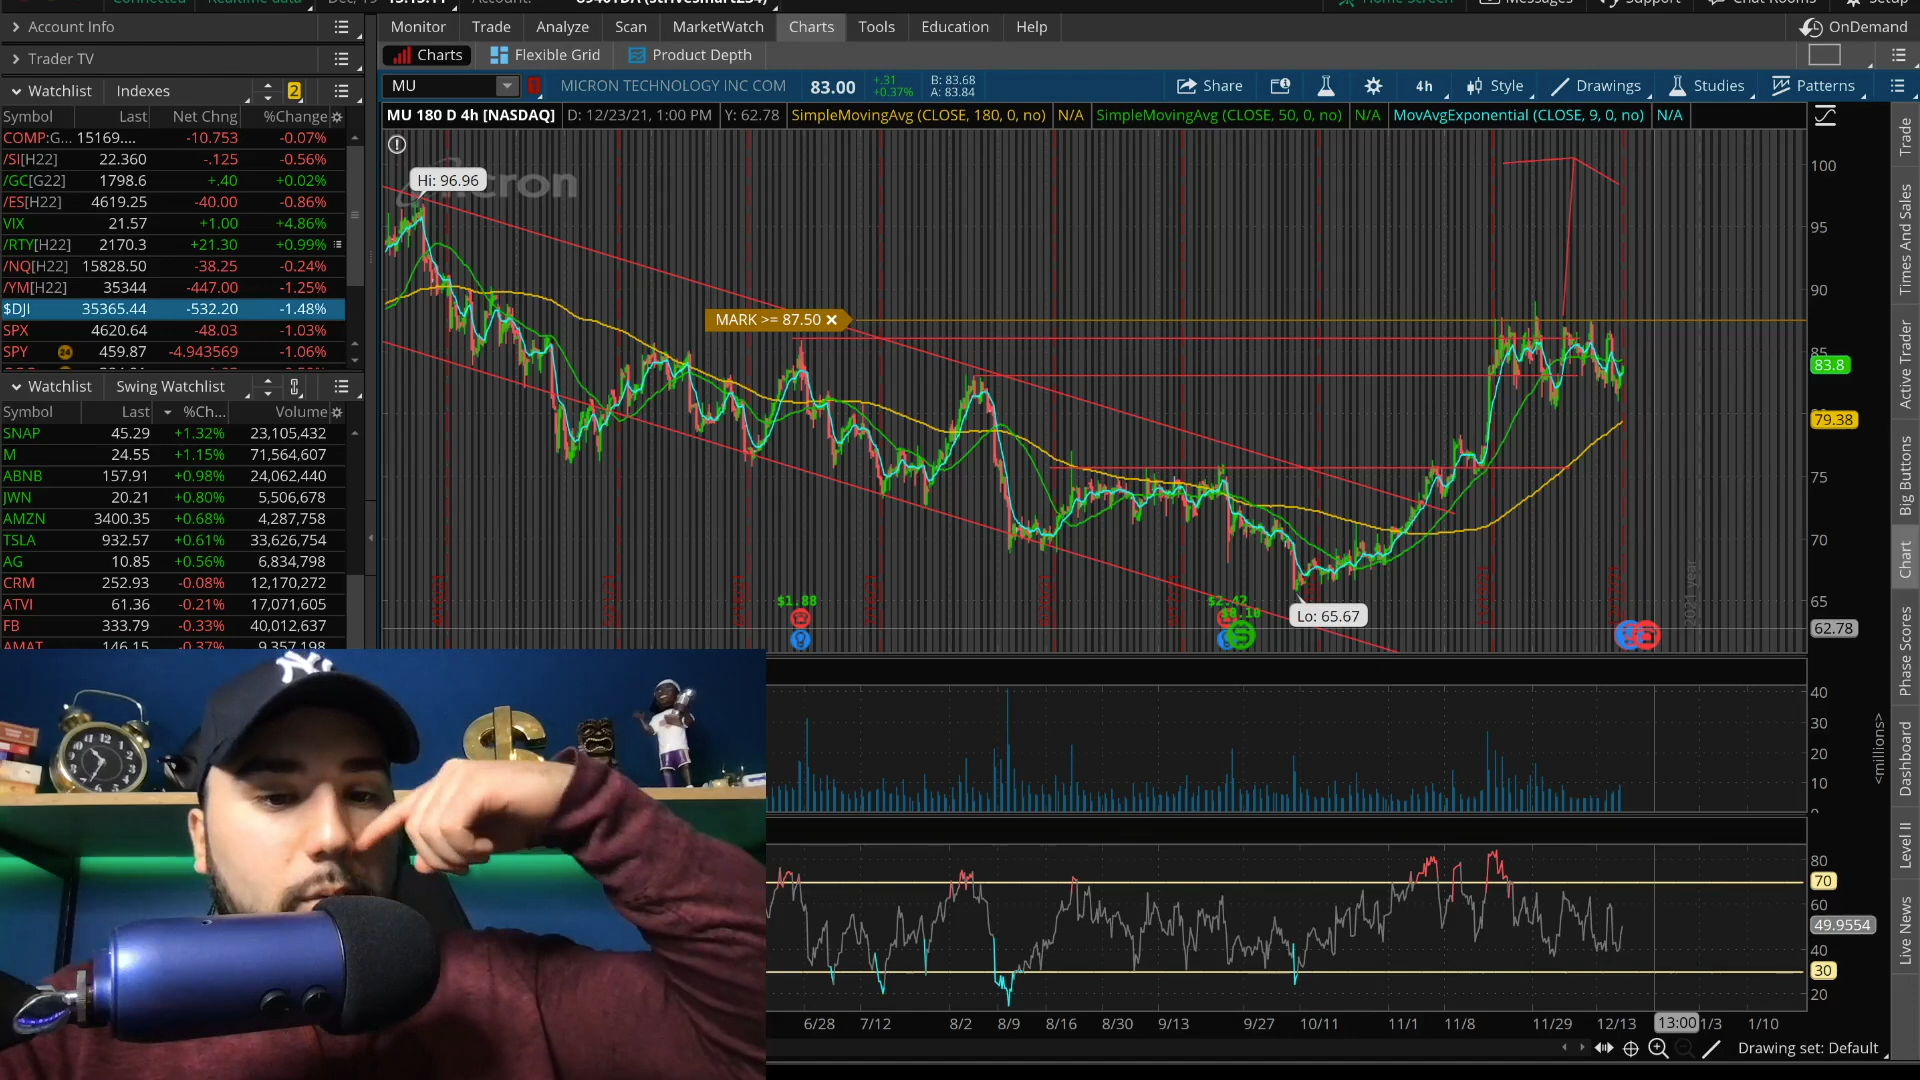 Account Info
Trader TV
Watchlist Indexes 2
Symbol Last Net Chng %Change
COMP:G... 15169.... -10.753 -0.07%
/SI[H22] 22.360 -.125 -0.56%
/GC[G22] 1798.6 +.40 +0.02%
/ES[H22] 4619.25 -40.00 -0.86%
VIX 21.57 +1.00 +4.86%
/RTY[H22] 2170.3 +21.30 +0.99%
/NQ[H22] 15828.50 -38.25 -0.24%
/YM[H22] 35344 -447.00 -1.25%
$DJI 35365.44 -532.20 -1.48%
SPX 4620.64 -48.03 -1.03%
SPY 24 459.87 -4.943569 -1.06%
Watchlist Swing Watchlist
Symbol Last %Ch... Volume
SNAP 45.29 +1.32% 23,105,432
M 24.55 +1.15% 71,564,607
ABNB 157.91 +0.98% 24,062,440
JWN 20.21 +0.80% 5,506,678
AMZN 3400.35 +0.68% 4,287,758
TSLA 932.57 +0.61% 33,626,754
AG 10.85 +0.56% 6,834,798
CRM 252.93 -0.08% 12,170,272
ATVI 61.36 -0.21% 17,071,605
FB 333.79 -0.33% 40,012,637
AMAT 146.15 -0.37% 9,357,198
Monitor Trade Analyze Scan MarketWatch Charts Tools Education Help
OnDemand
Charts Flexible Grid Product Depth
MU MICRON TECHNOLOGY INC COM 83.00 +.31 +0.37% B: 83.68 A: 83.84 Share 4h Style Drawings Studies Patterns
MU 180 D 4h [NASDAQ] D: 12/23/21, 1:00 PM Y: 62.78 SimpleMovingAvg (CLOSE, 180, 0, no) N/A SimpleMovingAvg (CLOSE, 50, 0, no) N/A MovAvgExponential (CLOSE, 9, 0, no) N/A
Hi: 96.96
MARK >= 87.50
$1.88
$2.42
Lo: 65.67
100
95
90
85
83.8
79.38
75
70
65
62.78
40
30
20
10
<millions>
80
70
60
49.9554
40
30
20
6/28 7/12 8/2 8/9 8/16 8/30 9/13 9/27 10/11 11/1 11/8 11/29 12/13 13:00 1/3 1/10
Drawing set: Default
Trade
Times And Sales
Active Trader
Big Buttons
Chart
Phase Scores
Dashboard
Level II
Live News